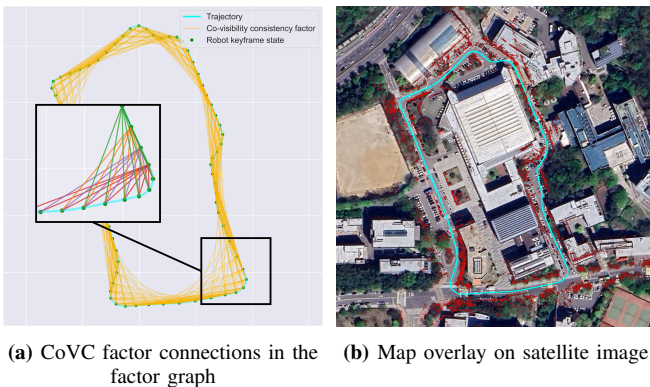 Trajectory
Co-visibility consistency factor
Robot keyframe state
(a) CoVC factor connections in the
factor graph
(b) Map overlay on satellite image